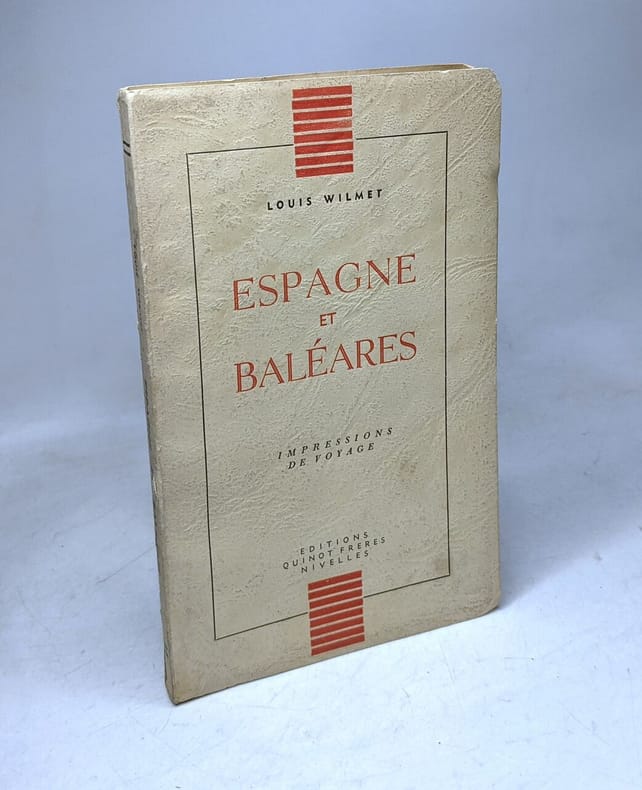 LOUIS WILMET
ESPAGNE
ET
BALÉARES
IMPRESSIONS
DE VOYAGE
EDITIONS
QUINOT FRERES
NIVELLES